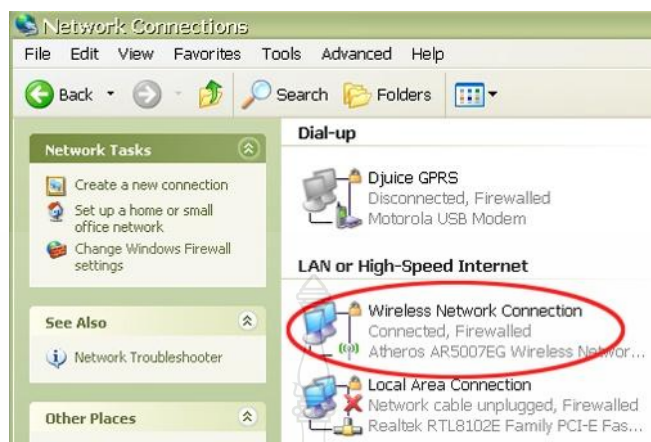 Network Connections
File Edit View Favorites Tools Advanced Help
Back Search Folders
Network Tasks
Create a new connection
Set up a home or small
office network
Change Windows Firewall
settings
See Also
Network Troubleshooter
Other Places
Dial-up
Djuice GPRS
Disconnected, Firewalled
Motorola USB Modem
LAN or High-Speed Internet
Wireless Network Connection
Connected, Firewalled
Atheros AR5007EG Wireless Networ...
Local Area Connection
Network cable unplugged, Firewalled
Realtek RTL8102E Family PCI-E Fas...